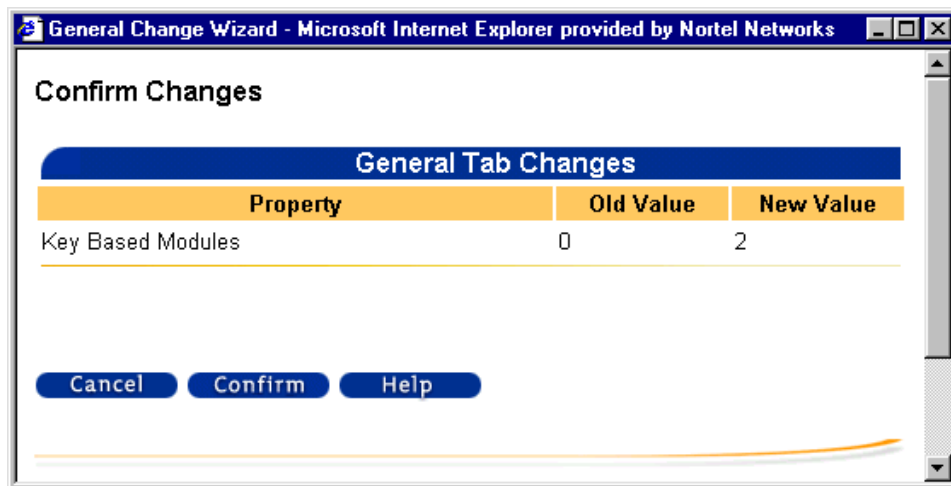 General Change Wizard - Microsoft Internet Explorer provided by Nortel Networks
Confirm Changes
General Tab Changes
Property Old Value New Value
Key Based Modules 0 2
Cancel Confirm Help